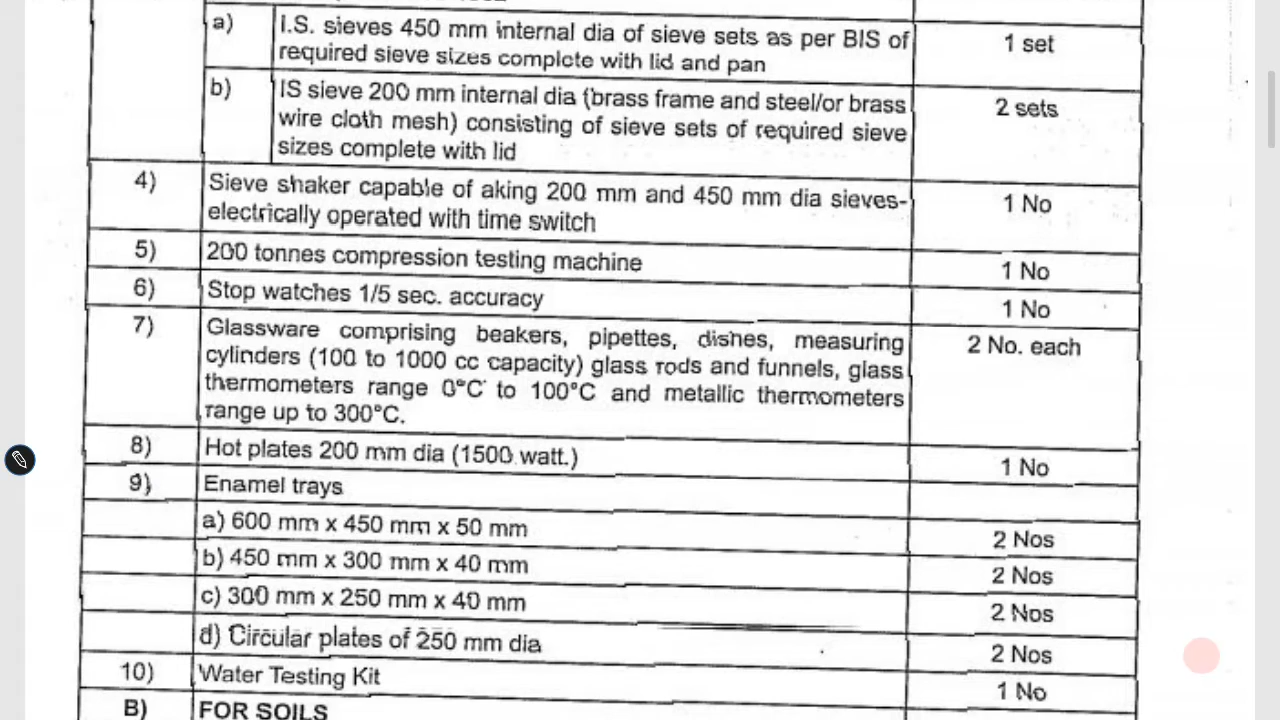 a) I.S. sieves 450 mm internal dia of sieve sets as per BIS of 1 set
required sieve sizes complete with lid and pan
b) IS sieve 200 mm internal dia (brass frame and steel/or brass 2 sets
wire cloth mesh) consisting of sieve sets of required sieve
sizes complete with lid
4) Sieve shaker capable of aking 200 mm and 450 mm dia sieves- 1 No
electrically operated with time switch
5) 200 tonnes compression testing machine 1 No
6) Stop watches 1/5 sec. accuracy 1 No
7) Glassware comprising beakers, pipettes, dishes, measuring 2 No. each
cylinders (100 to 1000 cc capacity) glass rods and funnels, glass
thermometers range 0°C to 100°C and metallic thermometers
range up to 300°C.
8) Hot plates 200 mm dia (1500 watt.) 1 No
9) Enamel trays
a) 600 mm x 450 mm x 50 mm 2 Nos
b) 450 mm x 300 mm x 40 mm 2 Nos
c) 300 mm x 250 mm x 40 mm 2 Nos
d) Circular plates of 250 mm dia 2 Nos
10) Water Testing Kit 1 No
B) FOR SOILS